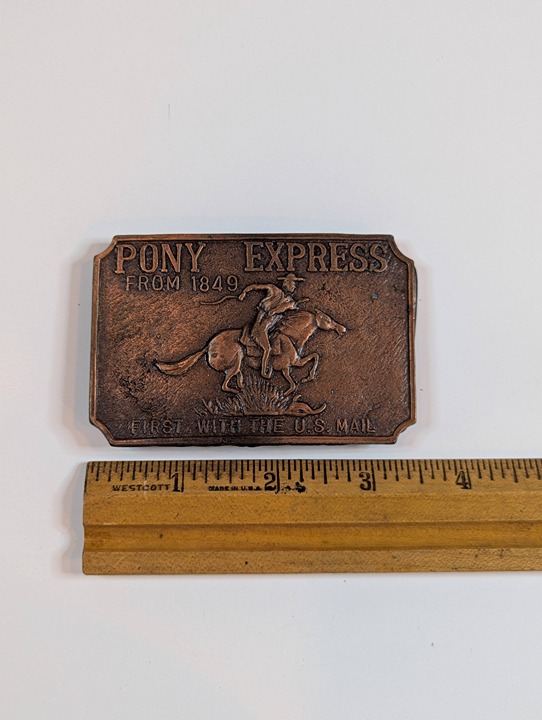 PONY EXPRESS
FROM 1849
FIRST WITH THE U.S. MAIL
1 2 3 4
WESTCOTT MADE IN U.S.A.